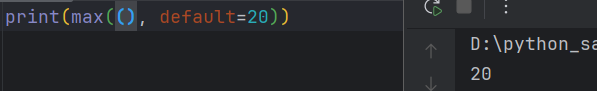 print(max((), default=20))
D:\python_sa
20